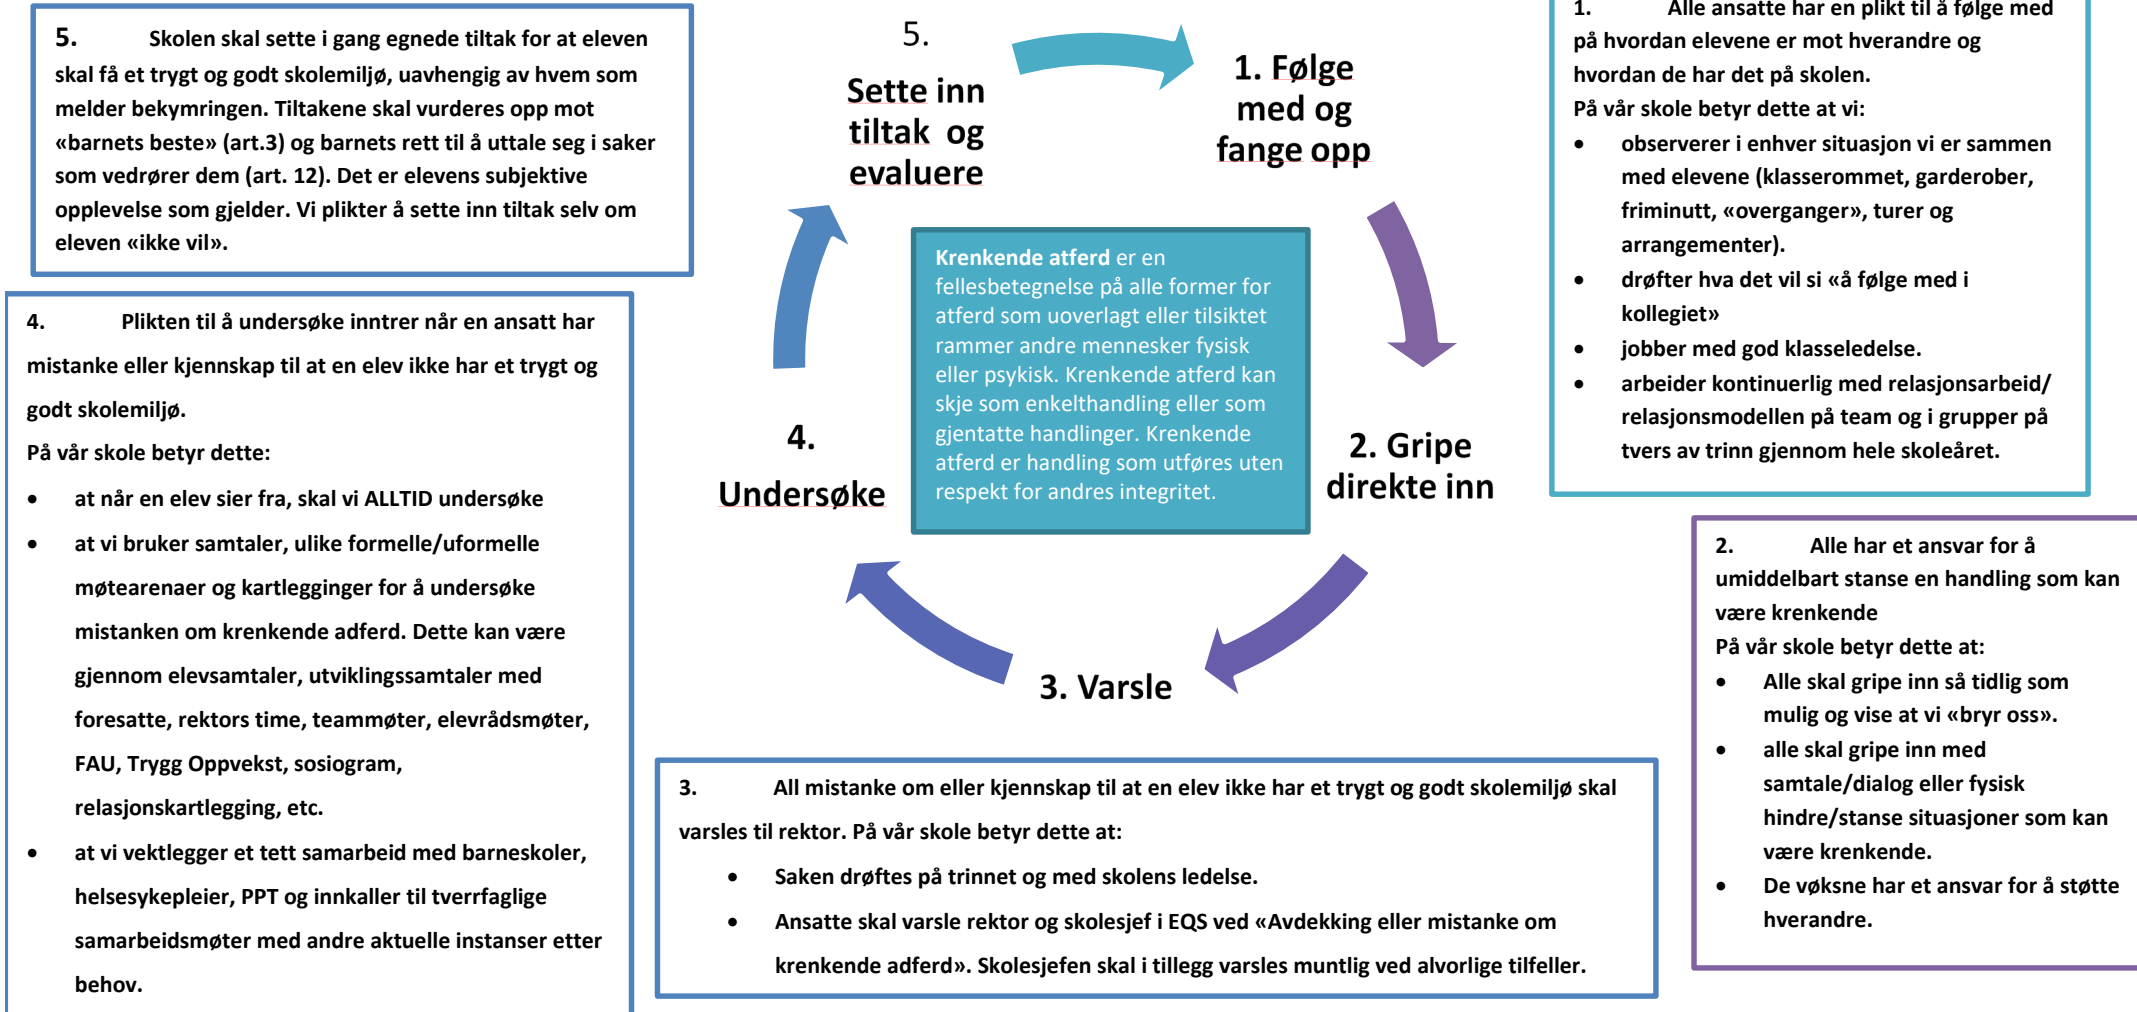 5. Skolen skal sette i gang egnede tiltak for at eleven
skal få et trygt og godt skolemiljø, uavhengig av hvem som
melder bekymringen. Tiltakene skal vurderes opp mot
«barnets beste» (art.3) og barnets rett til å uttale seg i saker
som vedrører dem (art. 12). Det er elevens subjektive
opplevelse som gjelder. Vi plikter å sette inn tiltak selv om
eleven «ikke vil».
4. Plikten til å undersøke inntrer når en ansatt har
mistanke eller kjennskap til at en elev ikke har et trygt og
godt skolemiljø.
På vår skole betyr dette:
• at når en elev sier fra, skal vi ALLTID undersøke
• at vi bruker samtaler, ulike formelle/uformelle
møtearenaer og kartlegginger for å undersøke
mistanken om krenkende adferd. Dette kan være
gjennom elevsamtaler, utviklingssamtaler med
foresatte, rektors time, teammøter, elevrådsmøter,
FAU, Trygg Oppvekst, sosiogram,
relasjonskartlegging, etc.
• at vi vektlegger et tett samarbeid med barneskoler,
helsesykepleier, PPT og innkaller til tverrfaglige
samarbeidsmøter med andre aktuelle instanser etter
behov.
5.
Sette inn
tiltak og
evaluere
1. Følge
med og
fange opp
Krenkende atferd er en
fellesbetegnelse på alle former for
atferd som uoverlagt eller tilsiktet
rammer andre mennesker fysisk
eller psykisk. Krenkende atferd kan
skje som enkelthandling eller som
gjentatte handlinger. Krenkende
atferd er handling som utføres uten
respekt for andres integritet.
4.
Undersøke
2. Gripe
direkte inn
3. Varsle
3. All mistanke om eller kjennskap til at en elev ikke har et trygt og godt skolemiljø skal
varsles til rektor. På vår skole betyr dette at:
• Saken drøftes på trinnet og med skolens ledelse.
• Ansatte skal varsle rektor og skolesjef i EQS ved «Avdekking eller mistanke om
krenkende adferd». Skolesjefen skal i tillegg varsles muntlig ved alvorlige tilfeller.
1. Alle ansatte har en plikt til å følge med
på hvordan elevene er mot hverandre og
hvordan de har det på skolen.
På vår skole betyr dette at vi:
• observerer i enhver situasjon vi er sammen
med elevene (klasserommet, garderober,
friminutt, «overganger», turer og
arrangementer).
• drøfter hva det vil si «å følge med i
kollegiet»
• jobber med god klasseledelse.
• arbeider kontinuerlig med relasjonsarbeid/
relasjonsmodellen på team og i grupper på
tvers av trinn gjennom hele skoleåret.
2. Alle har et ansvar for å
umiddelbart stanse en handling som kan
være krenkende
På vår skole betyr dette at:
• Alle skal gripe inn så tidlig som
mulig og vise at vi «bryr oss».
• alle skal gripe inn med
samtale/dialog eller fysisk
hindre/stanse situasjoner som kan
være krenkende.
• De vøksne har et ansvar for å støtte
hverandre.